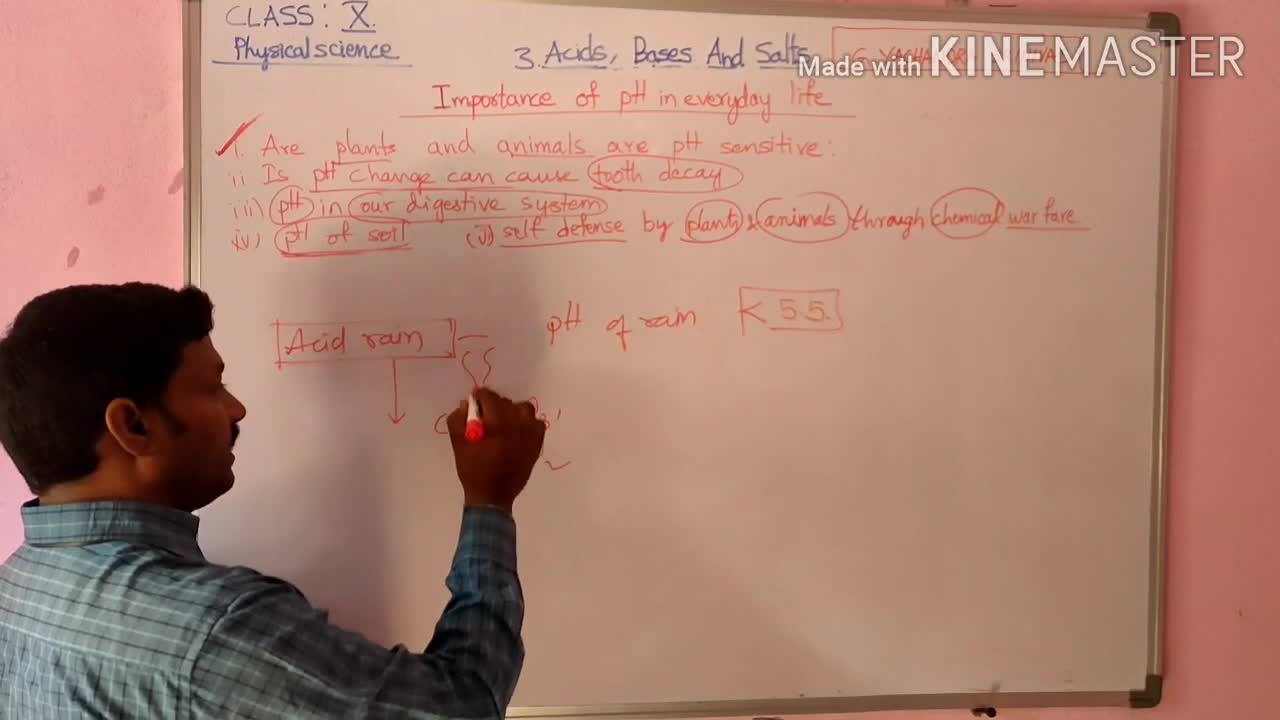 CLASS: X.
Physical science
3. Acids, Bases And Salts
Made with KINEMASTER
Importance of pH in everyday life
i. Are plants and animals are pH sensitive:
ii Is pH change can cause tooth decay
iii) pH in our digestive system
iv) pH of soil (v) self defense by plants & animals through chemical war fare
Acid rain
pH of rain < 5.5.